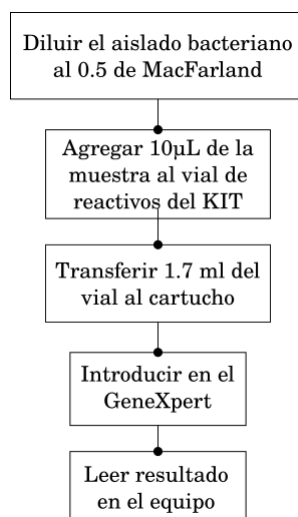 Diluir el aislado bacteriano
al 0.5 de MacFarland
Agregar 10µL de la
muestra al vial de
reactivos del KIT
Transferir 1.7 ml del
vial al cartucho
Introducir en el
GeneXpert
Leer resultado
en el equipo